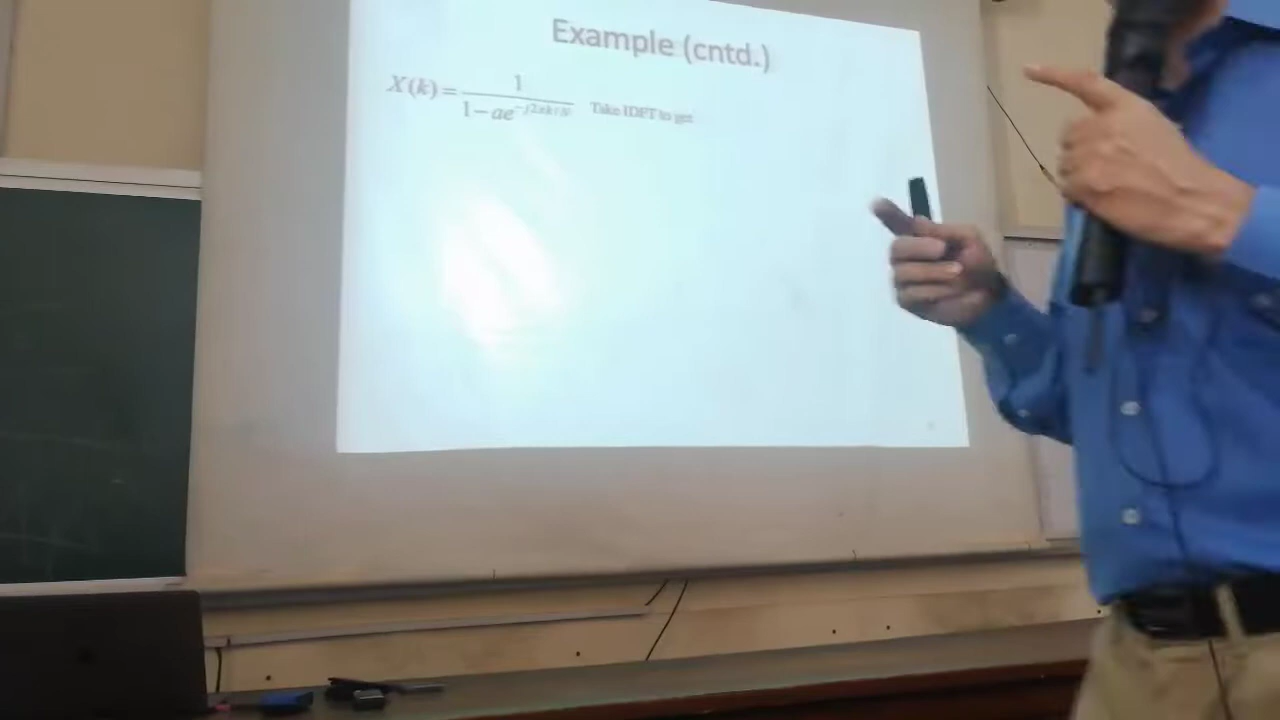 Example (cntd.)
X(k) = 1 / (1 − ae^{−j2πk/N}) Take IDFT to get